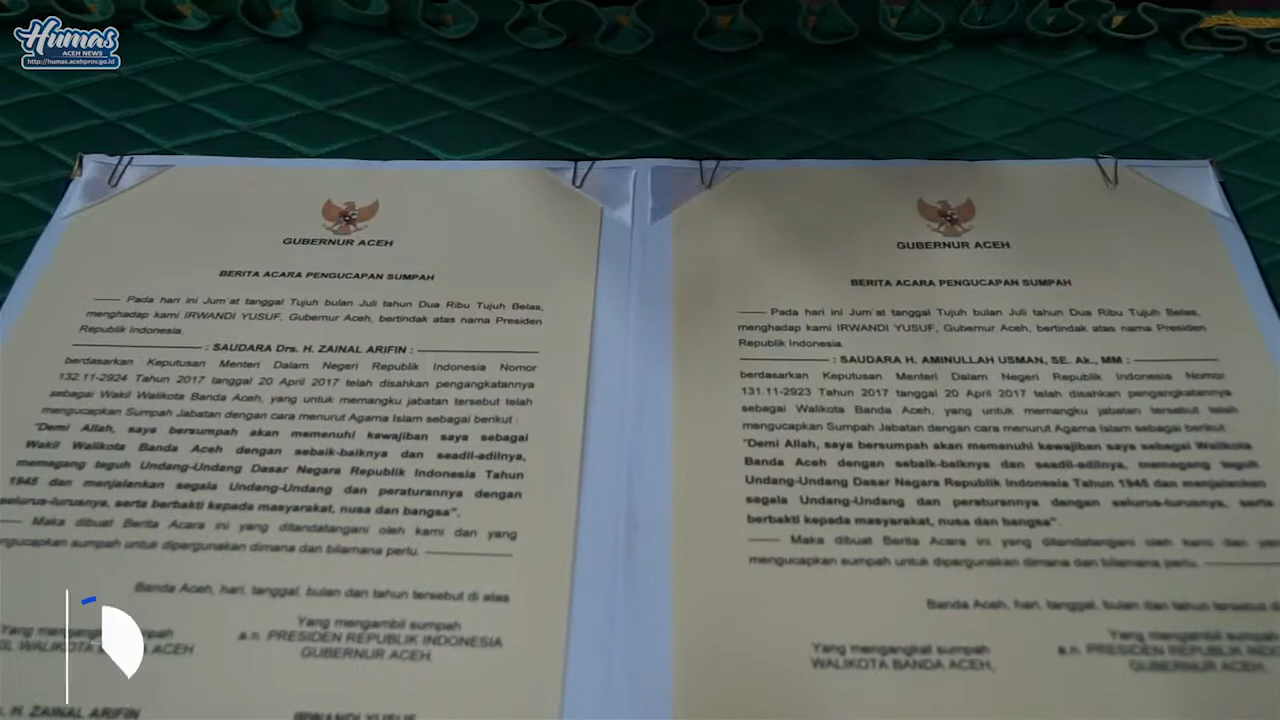 Humas
ACEH NEWS
http://humas.acehprov.go.id
GUBERNUR ACEH
BERITA ACARA PENGUCAPAN SUMPAH
Pada hari ini Jum'at tanggal Tujuh bulan Juli tahun Dua Ribu Tujuh Belas,
menghadap kami IRWANDI YUSUF, Gubernur Aceh, bertindak atas nama Presiden
Republik Indonesia.
: SAUDARA Drs. H. ZAINAL ARIFIN :
berdasarkan Keputusan Menteri Dalam Negeri Republik Indonesia Nomor
132.11-2924 Tahun 2017 tanggal 20 April 2017 telah disahkan pengangkatannya
sebagai Wakil Walikota Banda Aceh, yang untuk memangku jabatan tersebut telah
mengucapkan Sumpah Jabatan dengan cara menurut Agama Islam sebagai berikut :
"Demi Allah, saya bersumpah akan memenuhi kewajiban saya sebagai
Wakil Walikota Banda Aceh dengan sebaik-baiknya dan seadil-adilnya,
memegang teguh Undang-Undang Dasar Negara Republik Indonesia Tahun
1945 dan menjalankan segala Undang-Undang dan peraturannya dengan
selurus-lurusnya, serta berbakti kepada masyarakat, nusa dan bangsa".
Maka dibuat Berita Acara ini yang ditandatangani oleh kami dan yang
ngucapkan sumpah untuk dipergunakan dimana dan bilamana perlu.
Banda Aceh, hari, tanggal, bulan dan tahun tersebut di atas
Yang mengangkat sumpah
WALIKOTA BANDA ACEH
Yang mengambil sumpah
a.n. PRESIDEN REPUBLIK INDONESIA
GUBERNUR ACEH,
H. ZAINAL ARIFIN
IRWANDI YUSUF
GUBERNUR ACEH
BERITA ACARA PENGUCAPAN SUMPAH
Pada hari ini Jum'at tanggal Tujuh bulan Juli tahun Dua Ribu Tujuh Belas,
menghadap kami IRWANDI YUSUF, Gubernur Aceh, bertindak atas nama Presiden
Republik Indonesia.
: SAUDARA H. AMINULLAH USMAN, SE. Ak., MM :
berdasarkan Keputusan Menteri Dalam Negeri Republik Indonesia Nomor
131.11-2923 Tahun 2017 tanggal 20 April 2017 telah disahkan pengangkatannya
sebagai Walikota Banda Aceh, yang untuk memangku jabatan tersebut telah
mengucapkan Sumpah Jabatan dengan cara menurut Agama Islam sebagai berikut:
"Demi Allah, saya bersumpah akan memenuhi kewajiban saya sebagai Walikota
Banda Aceh dengan sebaik-baiknya dan seadil-adilnya, memegang teguh
Undang-Undang Dasar Negara Republik Indonesia Tahun 1945 dan menjalankan
segala Undang-Undang dan peraturannya dengan selurus-lurusnya, serta
berbakti kepada masyarakat, nusa dan bangsa".
Maka dibuat Berita Acara ini yang ditandatangani oleh kami dan
mengucapkan sumpah untuk dipergunakan dimana dan bilamana perlu.
Banda Aceh, hari, tanggal, bulan dan tahun tersebut
Yang mengangkat sumpah
WALIKOTA BANDA ACEH,
Yang mengambil sumpah
a.n. PRESIDEN REPUBLIK
GUBERNUR ACEH,